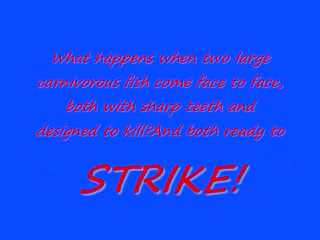 What happens when two large
carnivorous fish come face to face,
both with sharp teeth and
designed to kill?And both ready to
STRIKE!